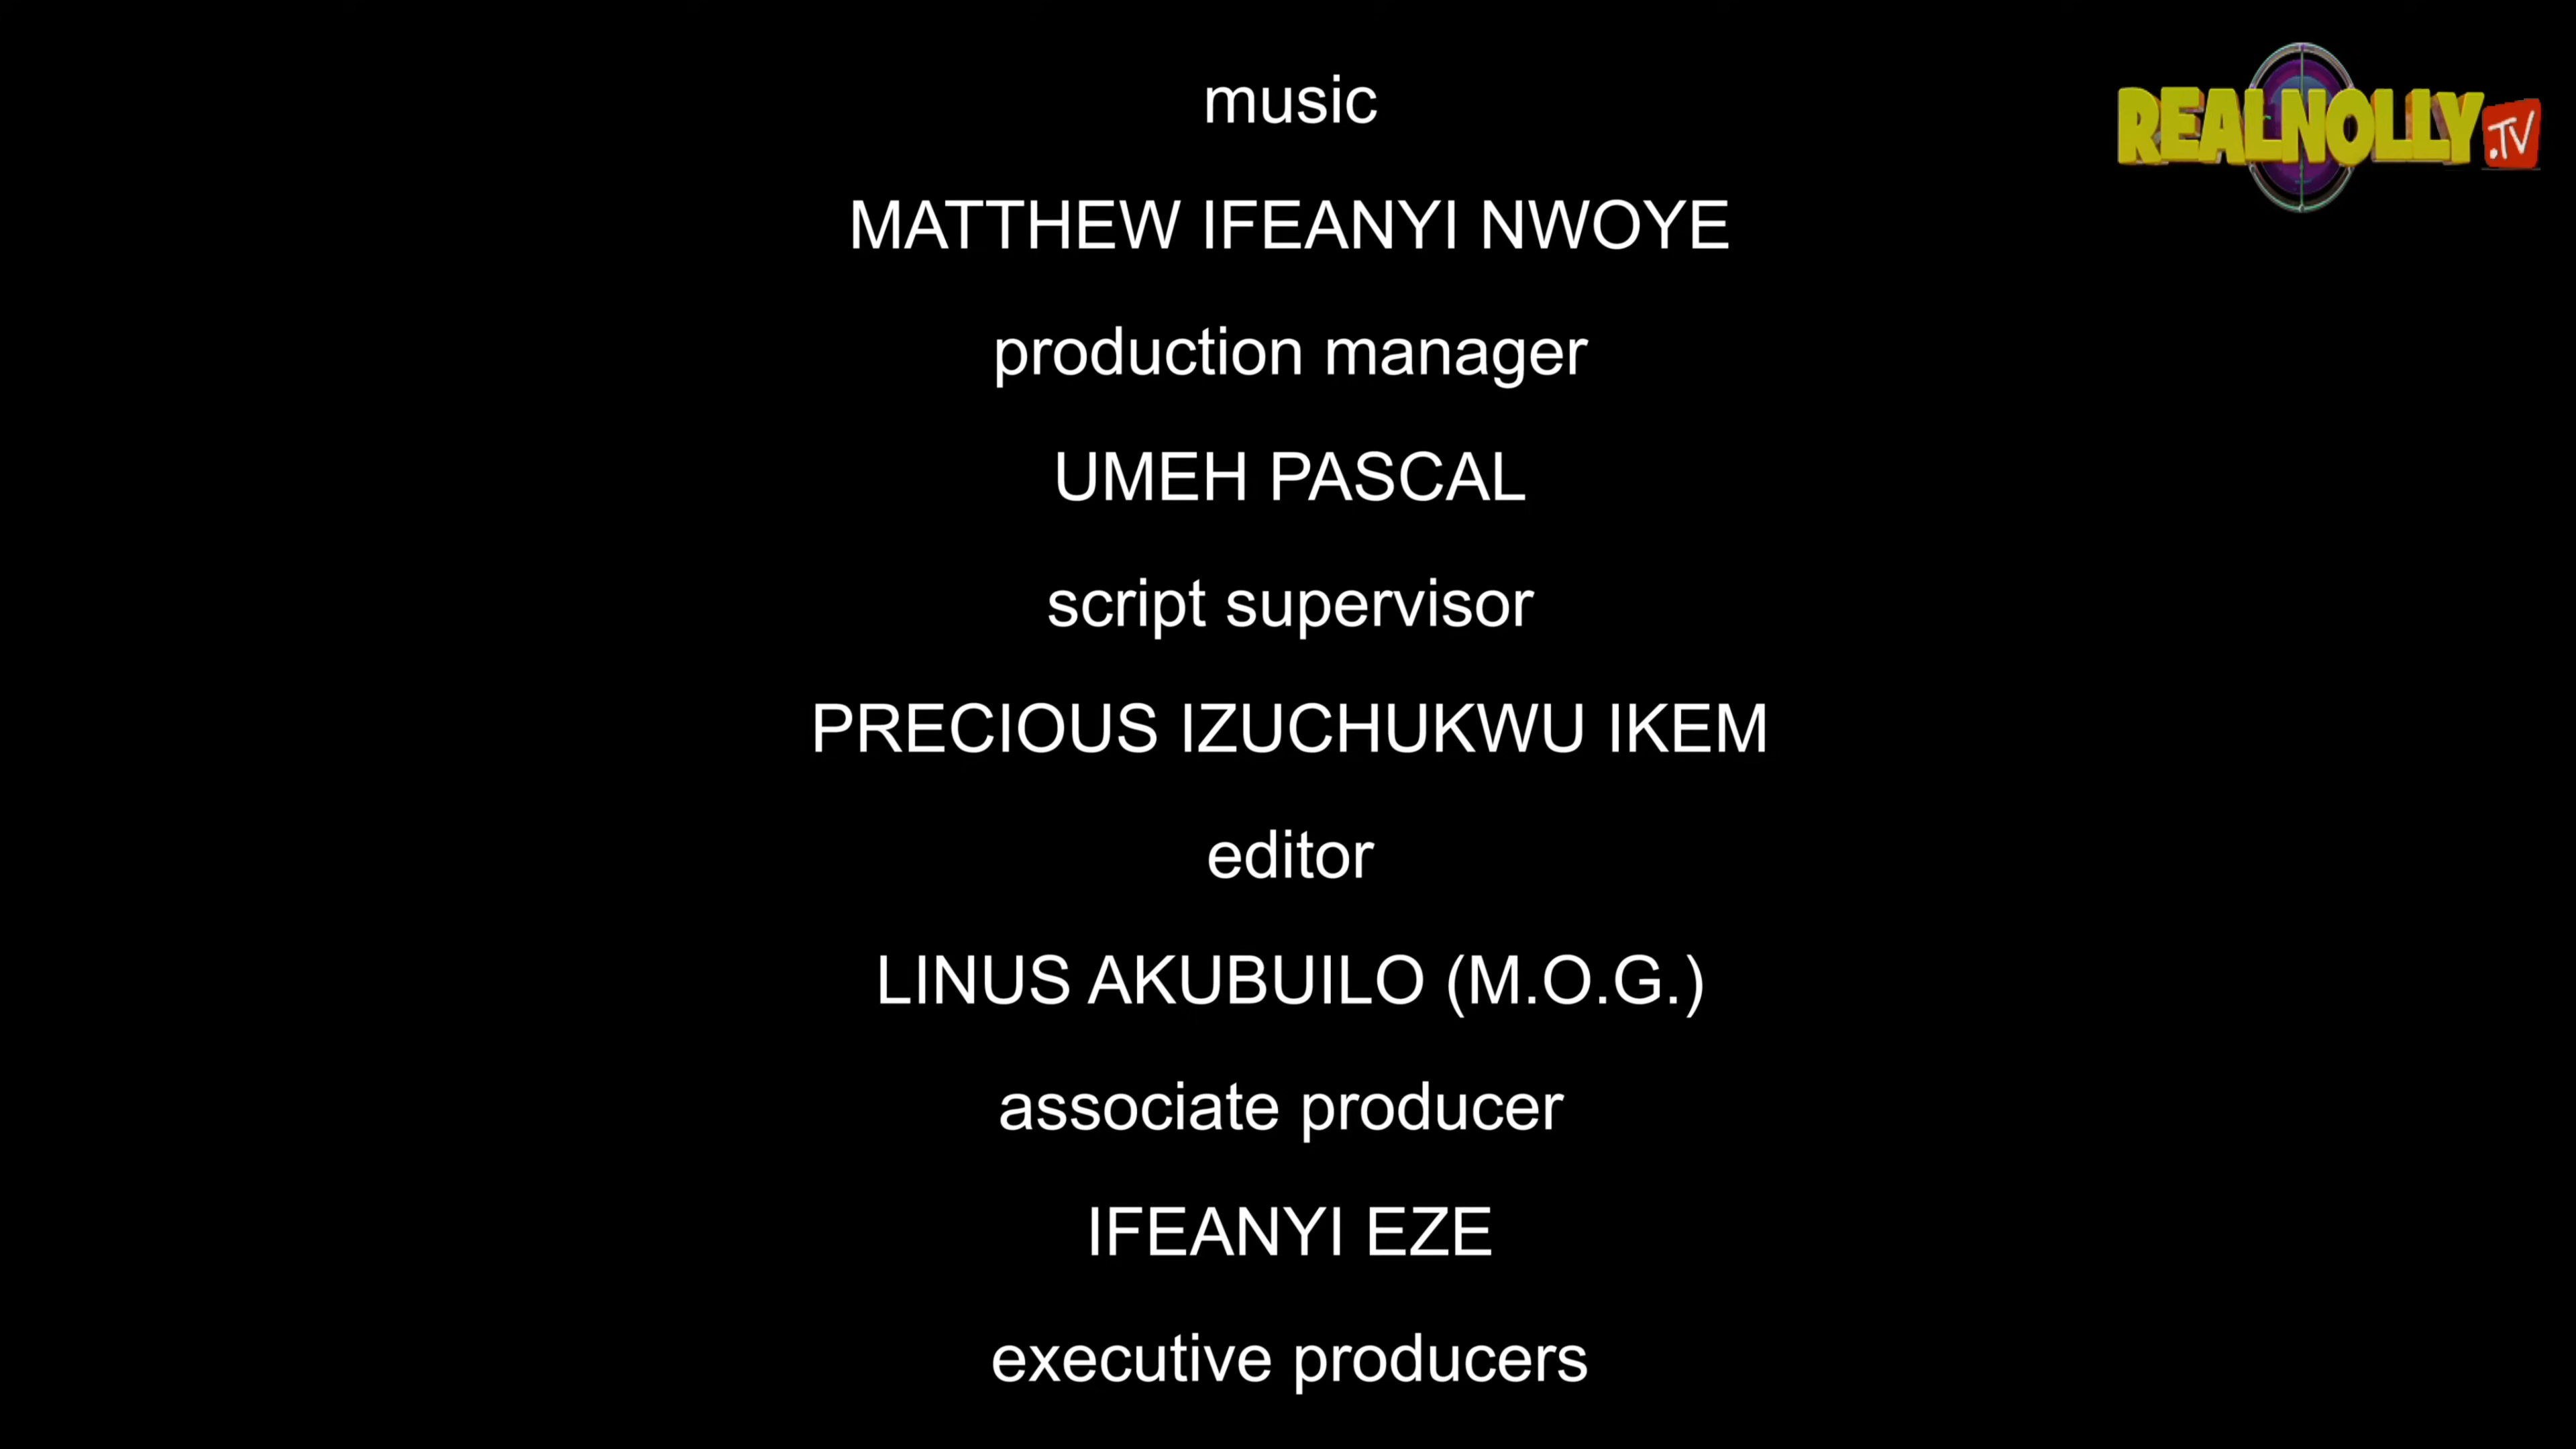 music
REALNOLLY.TV
MATTHEW IFEANYI NWOYE
production manager
UMEH PASCAL
script supervisor
PRECIOUS IZUCHUKWU IKEM
editor
LINUS AKUBUILO (M.O.G.)
associate producer
IFEANYI EZE
executive producers